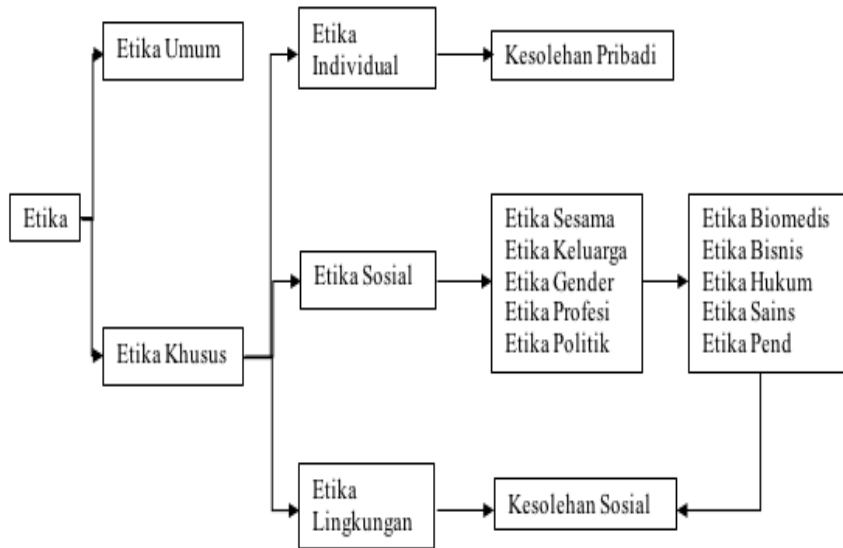 Etika
Etika Umum
Etika Khusus
Etika
Individual
Kesolehan Pribadi
Etika Sosial
Etika Sesama
Etika Keluarga
Etika Gender
Etika Profesi
Etika Politik
Etika Biomedis
Etika Bisnis
Etika Hukum
Etika Sains
Etika Pend
Etika
Lingkungan
Kesolehan Sosial